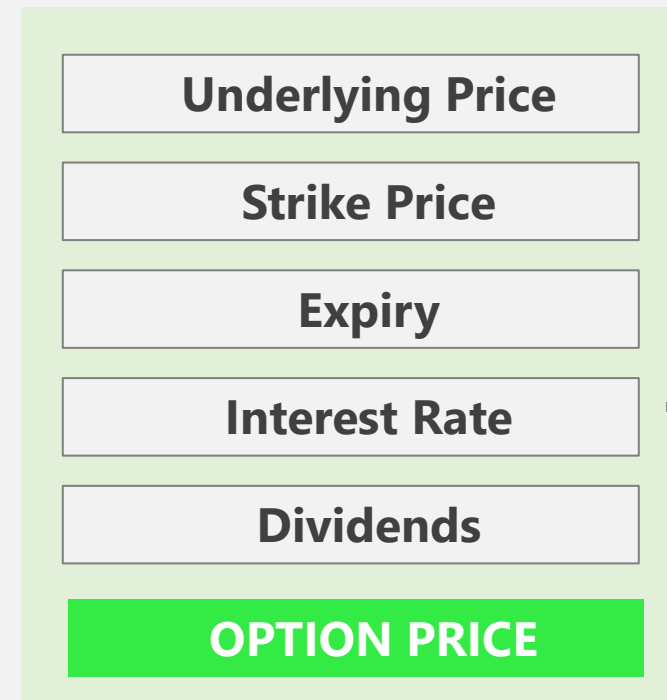 Underlying Price
Strike Price
Expiry
Interest Rate
Dividends
OPTION PRICE